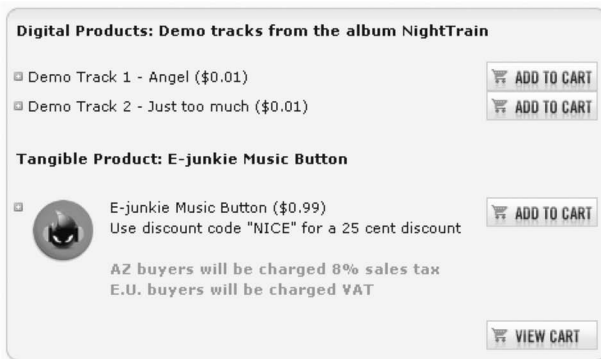 Digital Products: Demo tracks from the album NightTrain
Demo Track 1 - Angel ($0.01)
ADD TO CART
Demo Track 2 - Just too much ($0.01)
ADD TO CART
Tangible Product: E-junkie Music Button
E-junkie Music Button ($0.99)
ADD TO CART
Use discount code "NICE" for a 25 cent discount
AZ buyers will be charged 8% sales tax
E.U. buyers will be charged VAT
VIEW CART